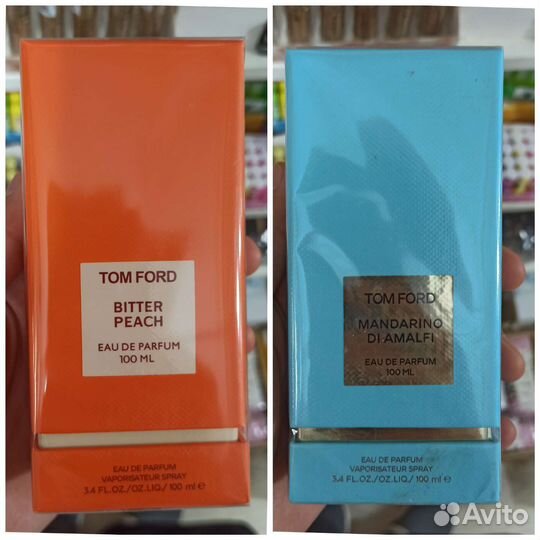 TOM FORD
BITTER
PEACH
EAU DE PARFUM
100 ML
EAU DE PARFUM
VAPORISATEUR SPRAY
3.4 FL.OZ./OZ.LIQ./ 100 ml e
TOM FORD
MANDARINO
DI AMALFI
EAU DE PARFUM
100 ML
EAU DE PARFUM
VAPORISATEUR SPRAY
3.4 FL.OZ./OZ.LIQ./ 100 ml e
Avito